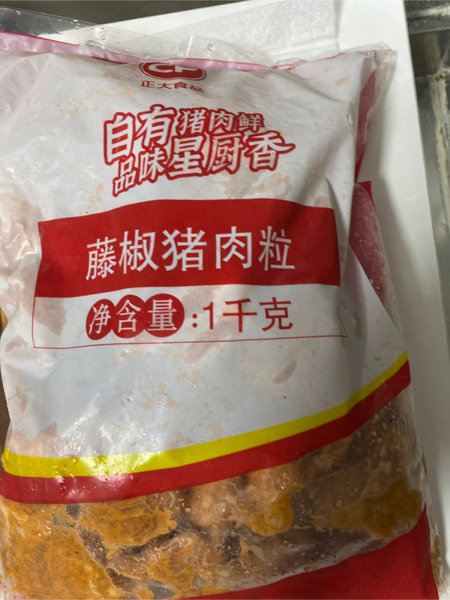 正大食品
自有猪肉鲜
品味星厨香
藤椒猪肉粒
净含量:1千克